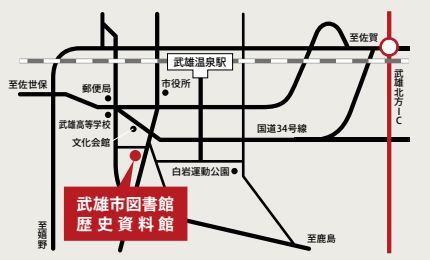 至佐賀
武雄温泉駅
至佐世保
郵便局
市役所
武雄北方IC
武雄高等学校
国道34号線
文化会館
白岩運動公園
武雄市図書館
歴史資料館
至嬉野
至鹿島